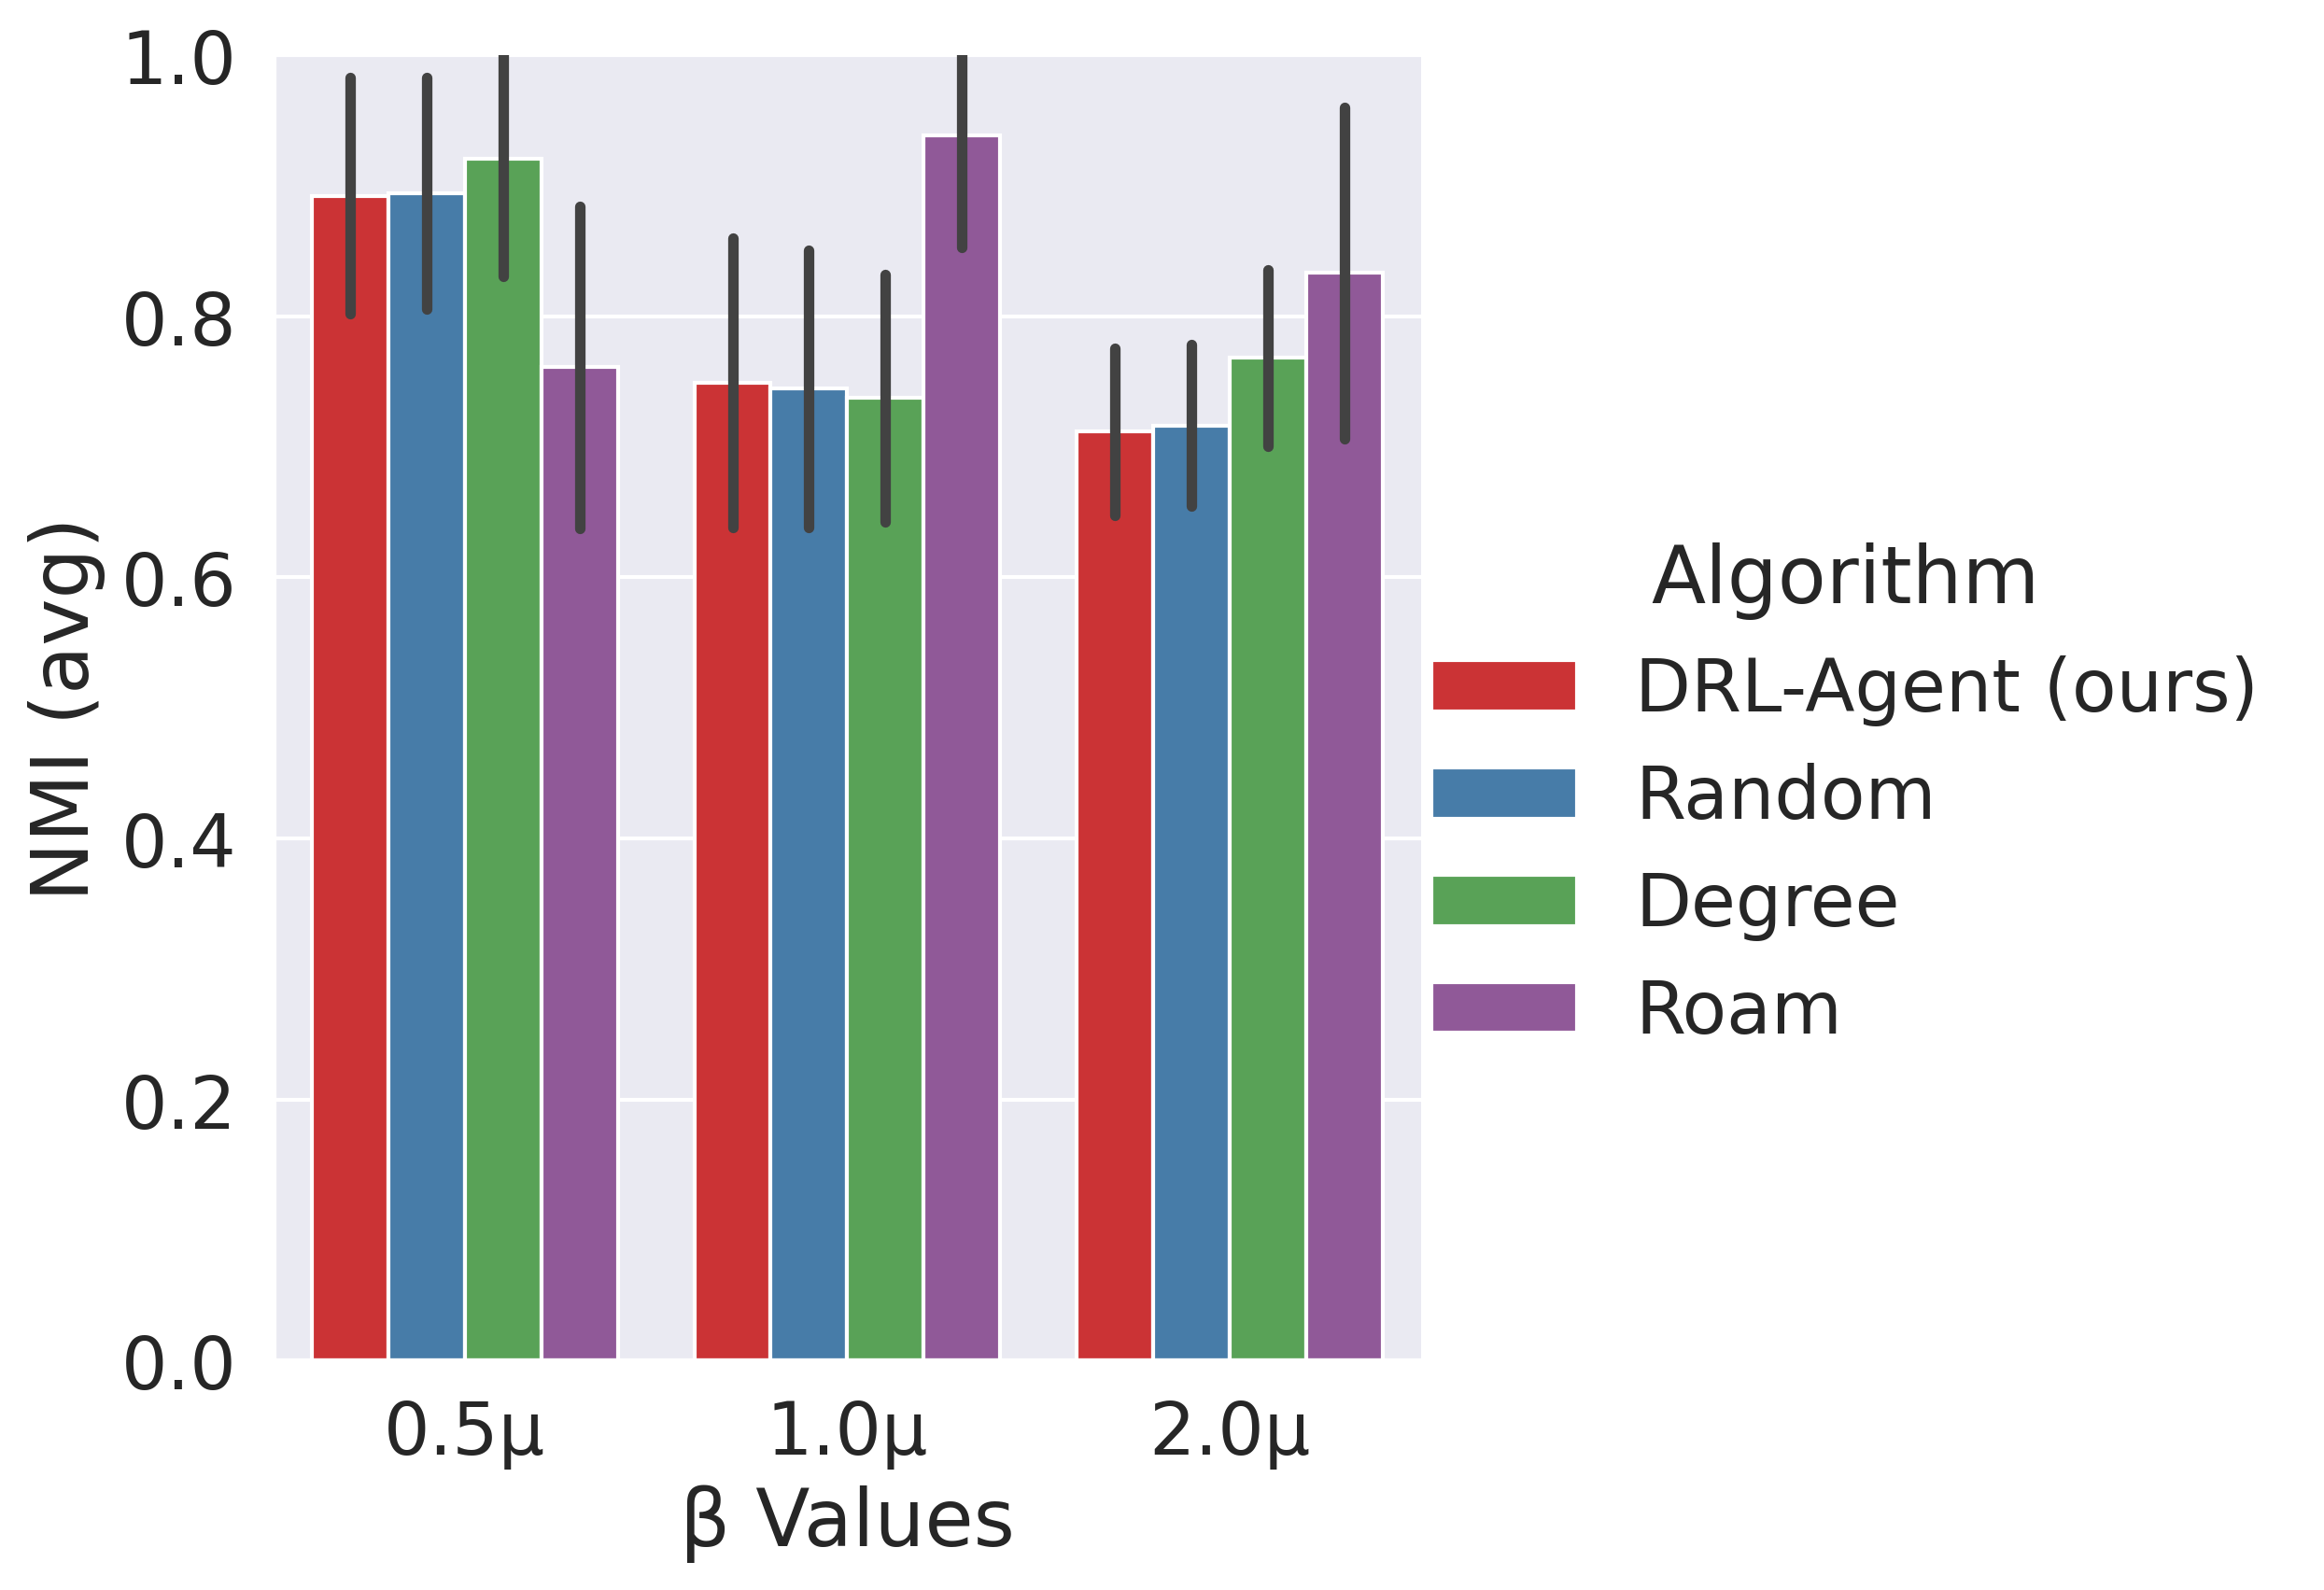 1.0
0.8
0.6
0.4
0.2
0.0
NMI (avg)
0.5μ 1.0μ 2.0μ
β Values
Algorithm
DRL-Agent (ours)
Random
Degree
Roam